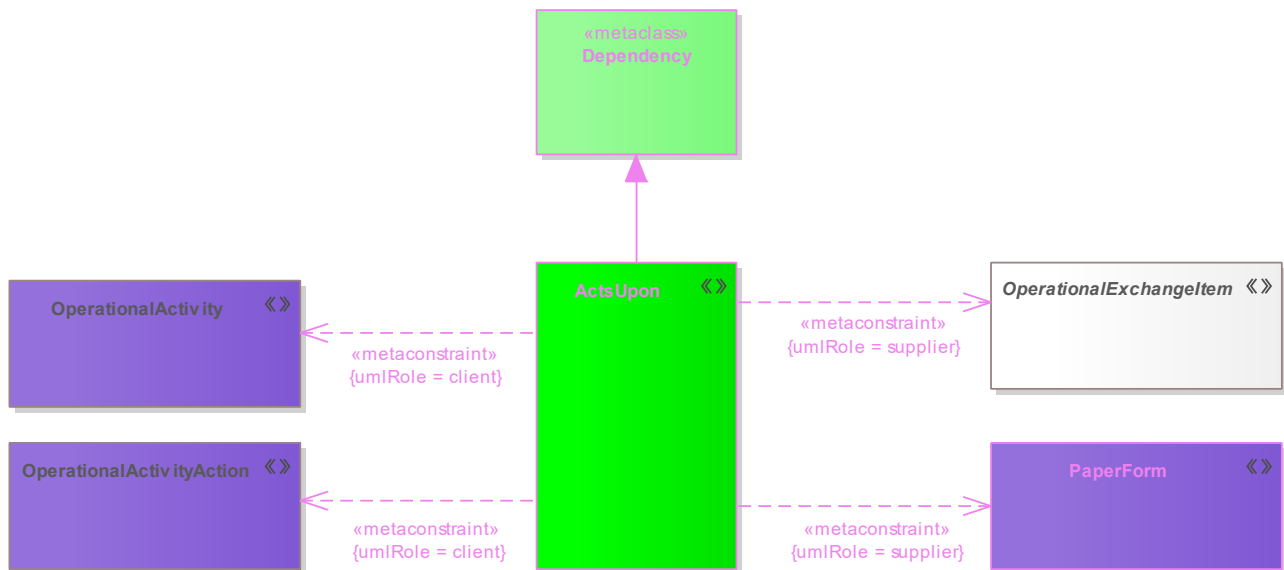 «metaclass»
Dependency
OperationalActivity «»
ActsUpon «»
OperationalExchangeItem «»
«metaconstraint»
{umlRole = client}
«metaconstraint»
{umlRole = supplier}
OperationalActivityAction «»
PaperForm «»
«metaconstraint»
{umlRole = client}
«metaconstraint»
{umlRole = supplier}